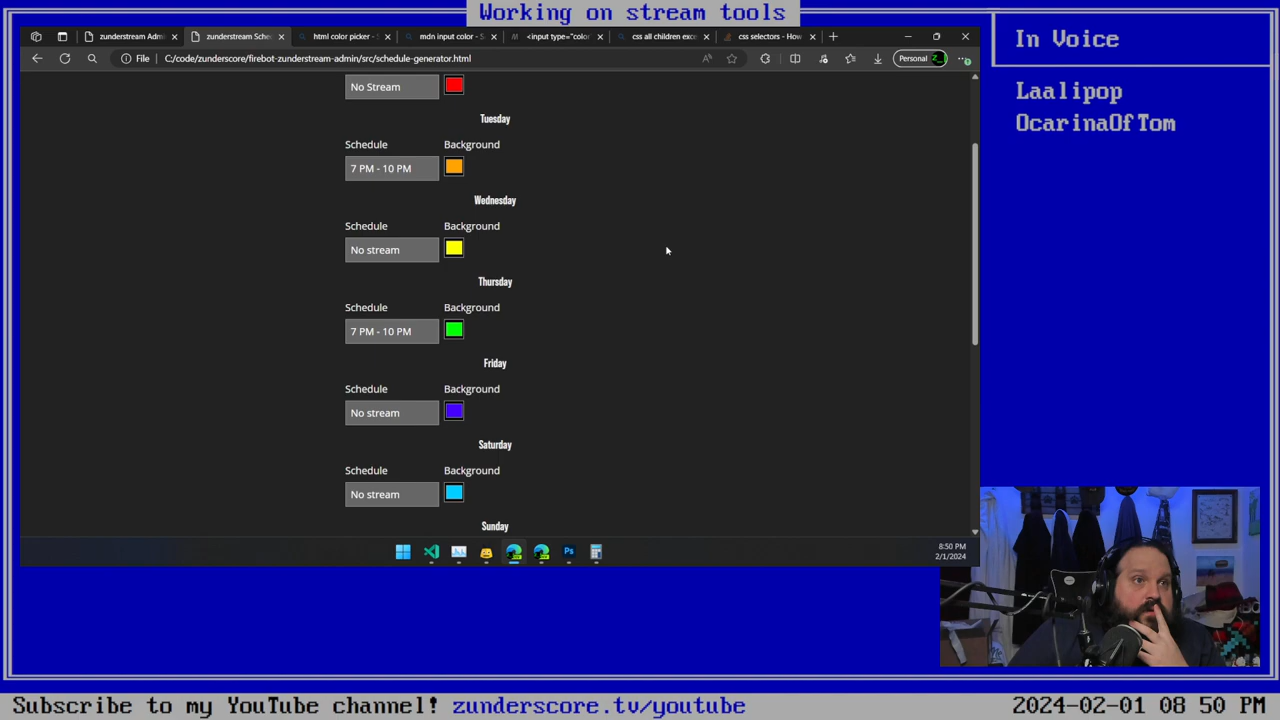 Working on stream tools
zunderstream Adm
zunderstream Sche
html color picker - S
mdn input color - S
<input type="color
css all children exc
css selectors - How
File
C:/code/zunderscore/firebot-zunderstream-admin/src/schedule-generator.html
Personal
In Voice
Laalipop
OcarinaOfTom
No Stream
Tuesday
Schedule Background
7 PM - 10 PM
Wednesday
Schedule Background
No stream
Thursday
Schedule Background
7 PM - 10 PM
Friday
Schedule Background
No stream
Saturday
Schedule Background
No stream
Sunday
8:50 PM
2/1/2024
Subscribe to my YouTube channel! zunderscore.tv/youtube
2024-02-01 08 50 PM